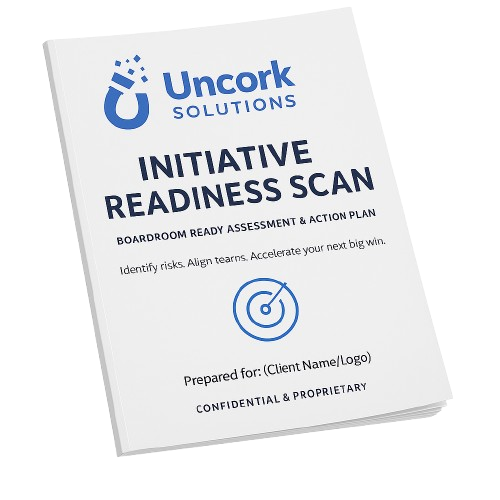 Uncork
SOLUTIONS
INITIATIVE
READINESS SCAN
BOARDROOM READY ASSESSMENT & ACTION PLAN
Identify risks. Align teams. Accelerate your next big win.
Prepared for: (Client Name/Logo)
CONFIDENTIAL & PROPRIETARY